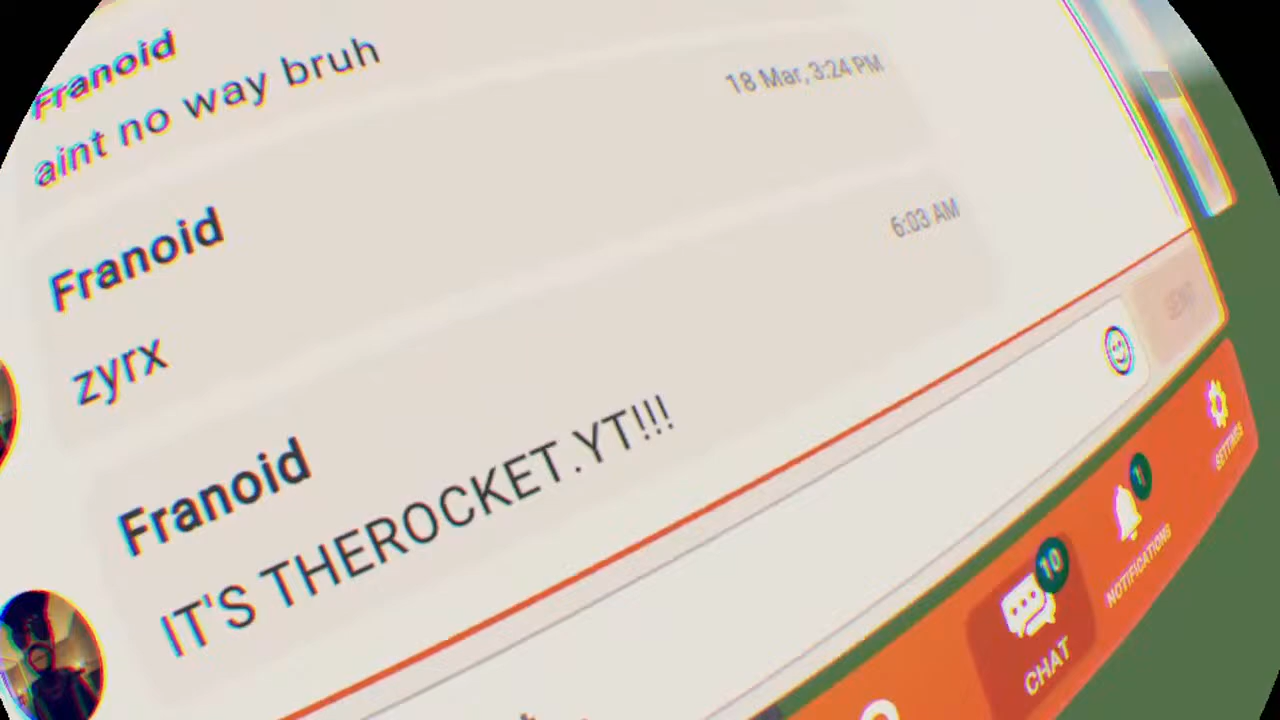 Franoid
aint no way bruh
18 Mar, 3:24 PM
Franoid
zyrx
6:03 AM
Franoid
IT'S THEROCKET.YT!!!
SEND
SETTINGS
1
NOTIFICATIONS
10
CHAT